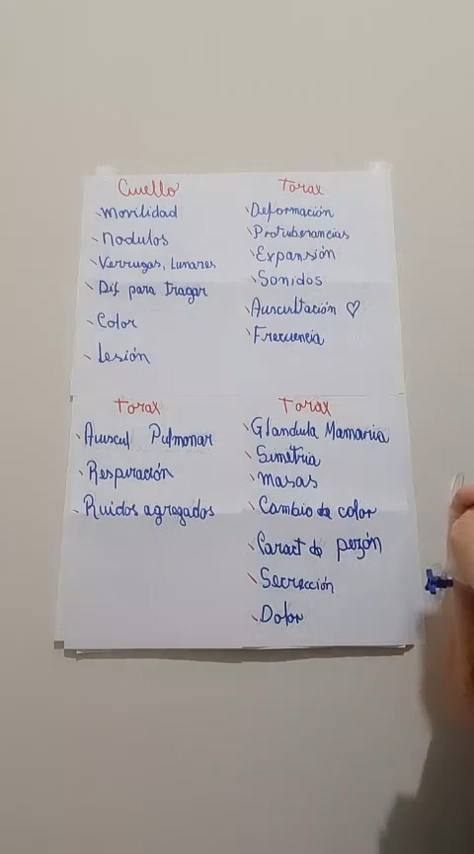 Cuello
Movilidad
Nodulos
Verrugas, Lunares
Dif para Tragar
Color
Lesión
Torax
Deformación
Protuberancias
Expansión
Sonidos
Auscultación ♡
Frecuencia
Torax
Auscul Pulmonar
Respiración
Ruidos agregados
Torax
Glandula Mamaria
Simetria
Masas
Cambio de color
Caract de pezón
Secrección
Dolor